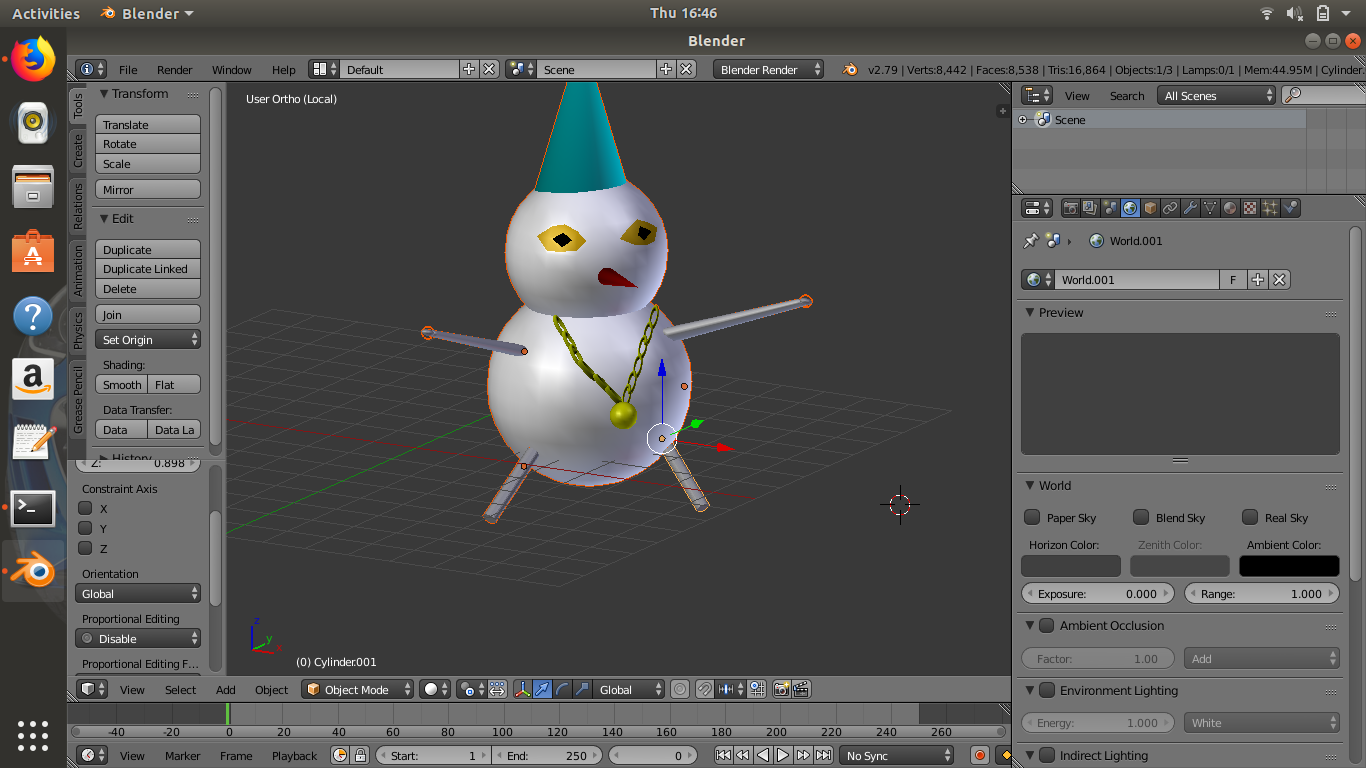 Activities Blender Thu 16:46
Blender
File Render Window Help Default Scene Blender Render v2.79 | Verts:8,442 | Faces:8,538 | Tris:16,864 | Objects:1/3 | Lamps:0/1 | Mem:44.95M | Cylinder.
Tools
Create
Relations
Animation
Physics
Grease Pencil
Transform
Translate
Rotate
Scale
Mirror
Edit
Duplicate
Duplicate Linked
Delete
Join
Set Origin
Shading:
Smooth Flat
Data Transfer:
Data Data La
History
Z: 0.898
Constraint Axis
X
Y
Z
Orientation
Global
Proportional Editing
Disable
Proportional Editing F...
User Ortho (Local)
z
y
x
(0) Cylinder.001
View Select Add Object Object Mode Global
-40 -20 0 20 40 60 80 100 120 140 160 180 200 220 240 260
View Marker Frame Playback Start: 1 End: 250 0 No Sync
View Search All Scenes
Scene
World.001
World.001 F
Preview
World
Paper Sky Blend Sky Real Sky
Horizon Color: Zenith Color: Ambient Color:
Exposure: 0.000 Range: 1.000
Ambient Occlusion
Factor: 1.00 Add
Environment Lighting
Energy: 1.000 White
Indirect Lighting